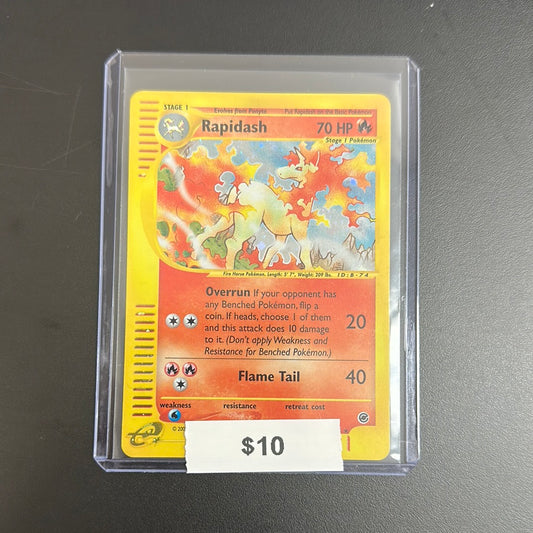 STAGE 1
Evolves from Ponyta
Put Rapidash on the Basic Pokémon
Rapidash
70 HP
Stage 1 Pokémon
Fire Horse Pokémon, Length: 5' 7", Weight: 209 lbs. ID: B-74
Overrun If your opponent has
any Benched Pokémon, flip a
coin. If heads, choose 1 of them
and this attack does 10 damage
to it. (Don't apply Weakness and
Resistance for Benched Pokémon.)
20
Flame Tail
40
weakness
resistance
retreat cost
$10